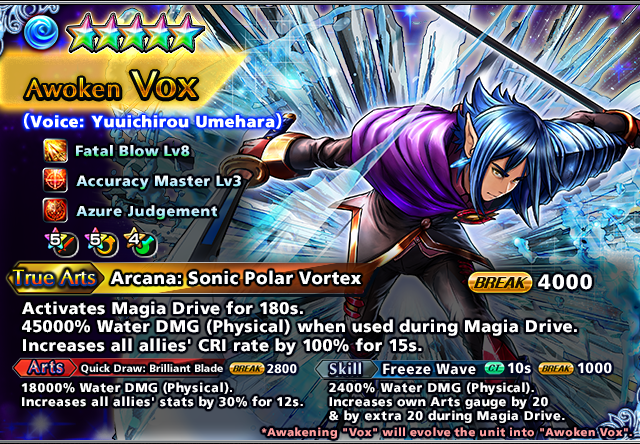 Awoken Vox
(Voice: Yuuichirou Umehara)
Fatal Blow Lv8
Accuracy Master Lv3
Azure Judgement
5 5 4
True Arts Arcana: Sonic Polar Vortex BREAK 4000
Activates Magia Drive for 180s.
45000% Water DMG (Physical) when used during Magia Drive.
Increases all allies' CRI rate by 100% for 15s.
Arts Quick Draw: Brilliant Blade BREAK 2800
18000% Water DMG (Physical).
Increases all allies' stats by 30% for 12s.
Skill Freeze Wave CT 10s BREAK 1000
2400% Water DMG (Physical).
Increases own Arts gauge by 20
& by extra 20 during Magia Drive.
*Awakening "Vox" will evolve the unit into "Awoken Vox".